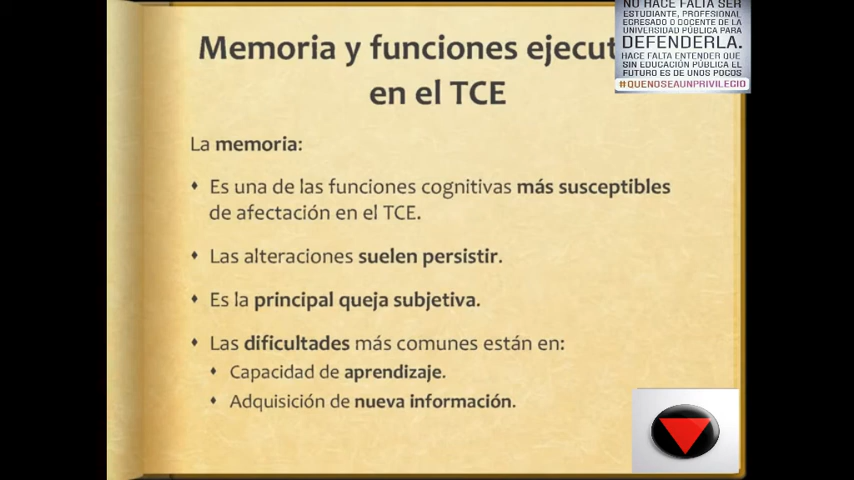 Memoria y funciones ejecut
en el TCE
NO HACE FALTA SER
ESTUDIANTE, PROFESIONAL,
EGRESADO O DOCENTE DE LA
UNIVERSIDAD PÚBLICA PARA
DEFENDERLA.
HACE FALTA ENTENDER QUE
SIN EDUCACIÓN PÚBLICA EL
FUTURO ES DE UNOS POCOS
#QUENOSEAUNPRIVILEGIO
La memoria:
Es una de las funciones cognitivas más susceptibles
de afectación en el TCE.
Las alteraciones suelen persistir.
Es la principal queja subjetiva.
Las dificultades más comunes están en:
Capacidad de aprendizaje.
Adquisición de nueva información.